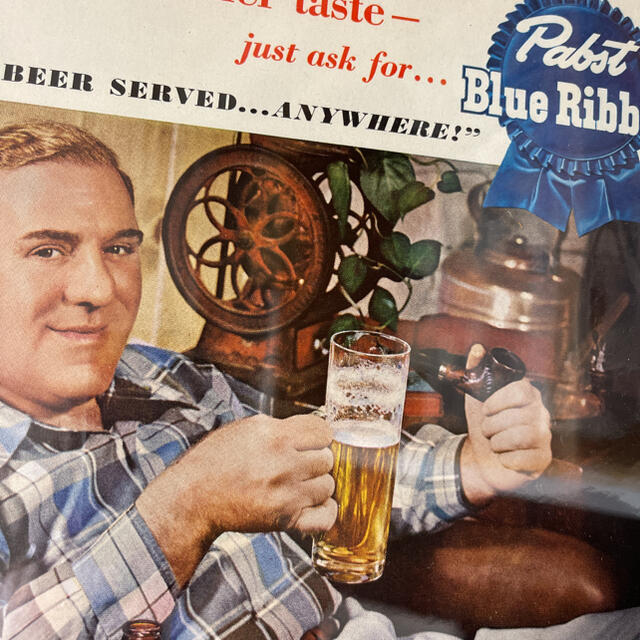 taste—
just ask for...
BEER SERVED...ANYWHERE!”
Pabst
Blue Ribb